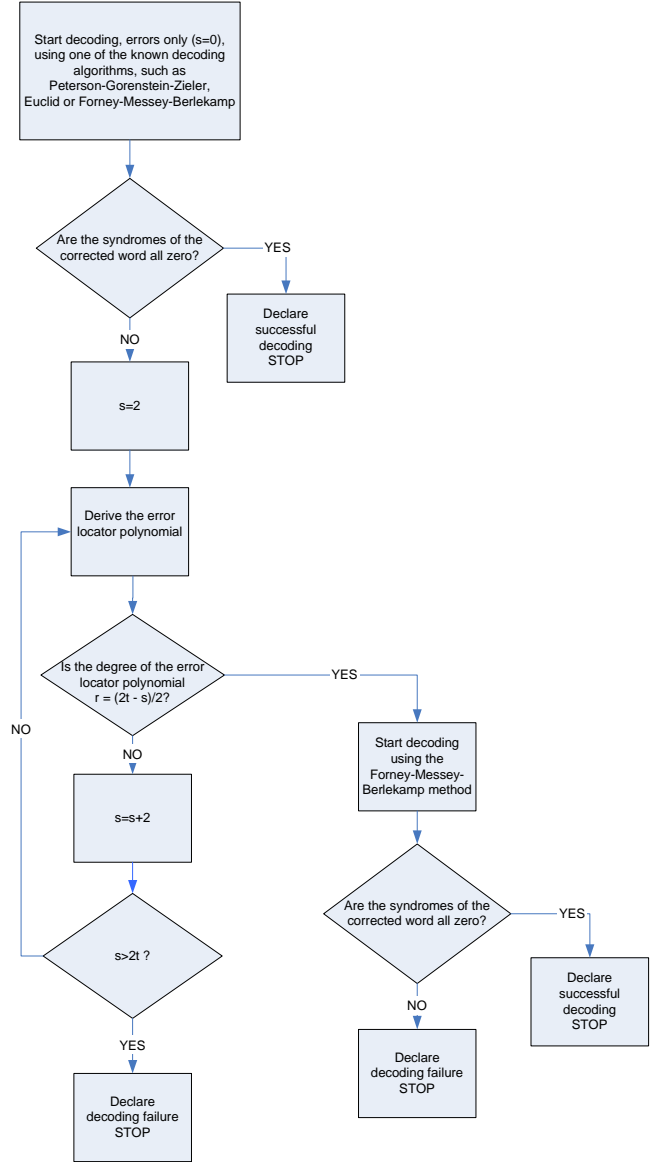 Start decoding, errors only (s=0),
using one of the known decoding
algorithms, such as
Peterson-Gorenstein-Zieler,
Euclid or Forney-Messey-Berlekamp
Are the syndromes of the
corrected word all zero?
YES
Declare
successful
decoding
STOP
NO
s=2
Derive the error
locator polynomial
Is the degree of the error
locator polynomial
r = (2t - s)/2?
YES
NO
NO
Start decoding
using the
Forney-Messey-
Berlekamp method
s=s+2
Are the syndromes of the
corrected word all zero?
YES
s>2t ?
Declare
successful
decoding
STOP
NO
YES
Declare
decoding failure
STOP
Declare
decoding failure
STOP